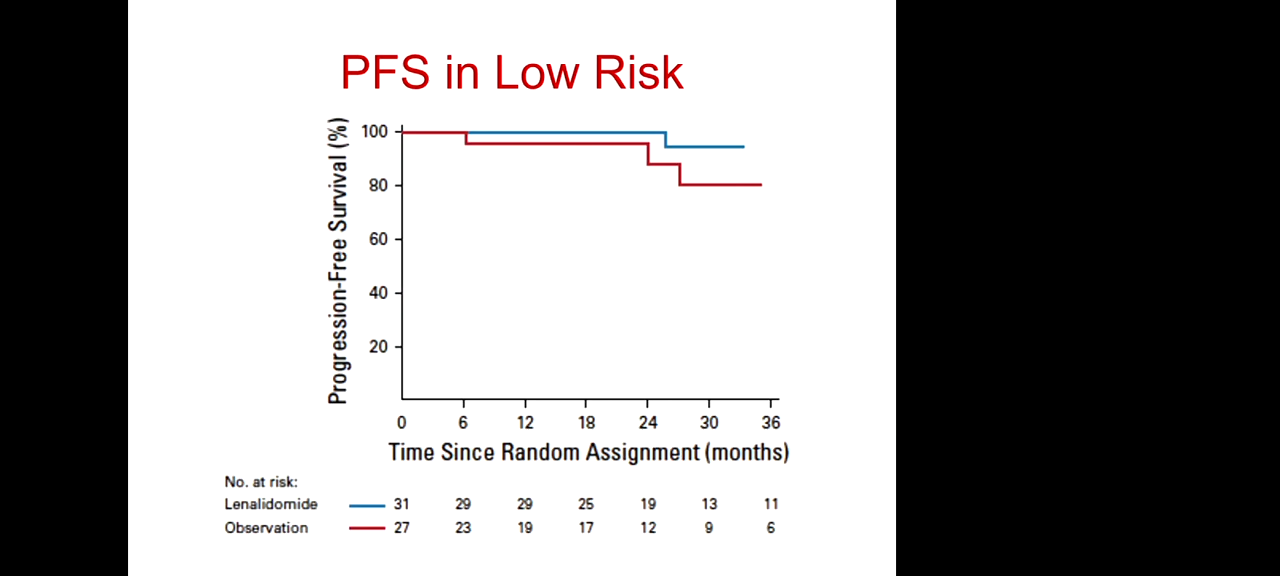 PFS in Low Risk
Progression-Free Survival (%)
100
80
60
40
20
0 6 12 18 24 30 36
Time Since Random Assignment (months)
No. at risk:
Lenalidomide 31 29 29 25 19 13 11
Observation 27 23 19 17 12 9 6